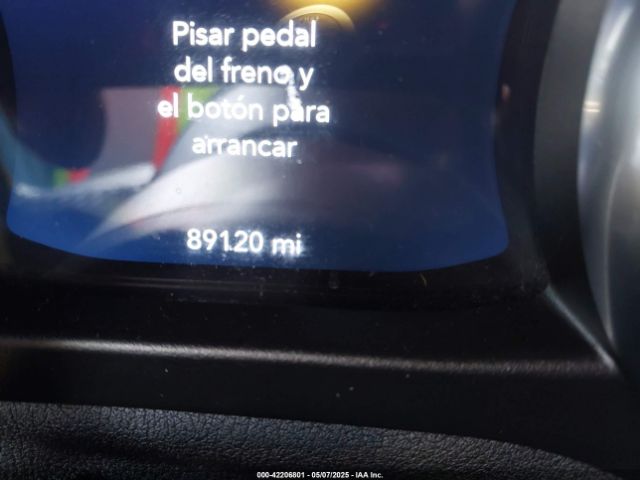 Pisar pedal
del freno y
el botón para
arrancar
89120 mi
000-42206801 - 05/07/2025 - IAA Inc.